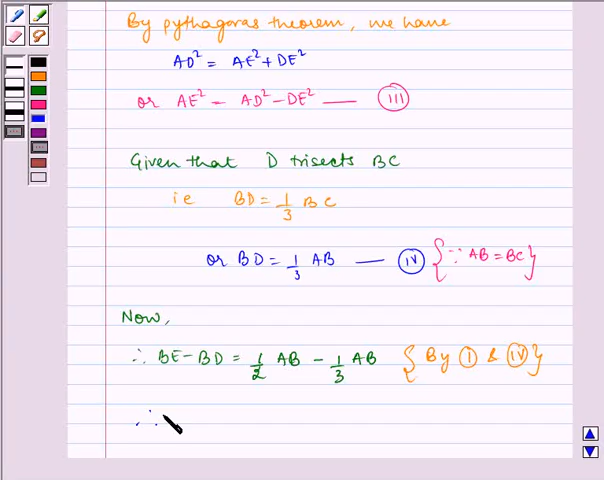 By pythagoras theorem, we have
AD² = AE² + DE²
or AE² = AD² - DE² — III
Given that D trisects BC
ie BD = 1/3 BC
or BD = 1/3 AB — IV {∵ AB = BC}
Now,
∴ BE - BD = 1/2 AB - 1/3 AB {By I & IV}
∴